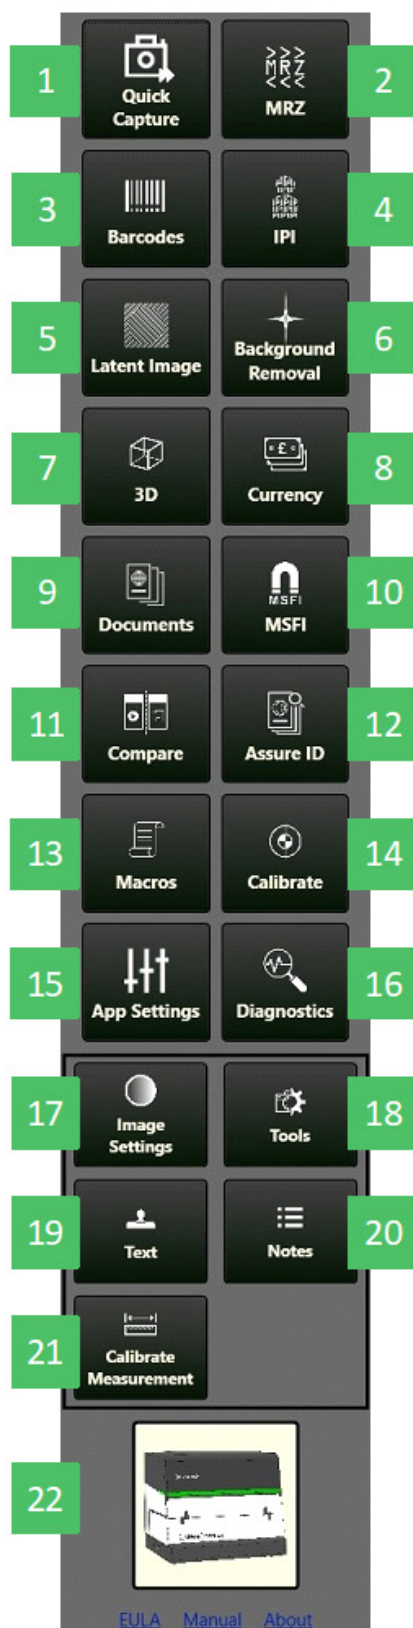 1
Quick
Capture
>>>
MRZ
<<<
MRZ
2
3
Barcodes
IPI
4
5
Latent Image
Background
Removal
6
7
3D
£
Currency
8
9
Documents
MSFI
MSFI
10
11
Compare
Assure ID
12
13
Macros
Calibrate
14
15
App Settings
Diagnostics
16
17
Image
Settings
Tools
18
19
Text
Notes
20
21
Calibrate
Measurement
22
EULA Manual About